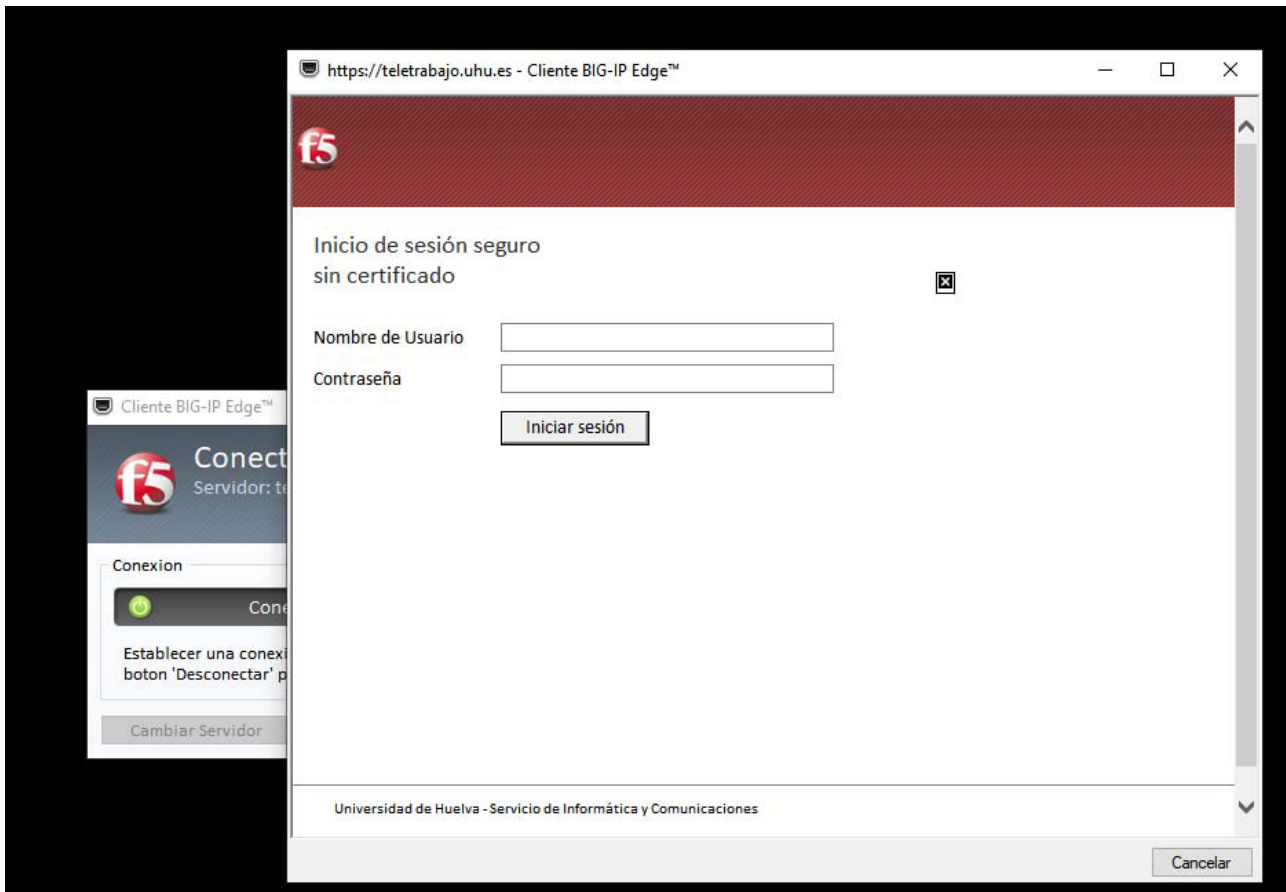 https://teletrabajo.uhu.es - Cliente BIG-IP Edge™
f5
Inicio de sesión seguro
sin certificado
Nombre de Usuario
Contraseña
Iniciar sesión
Universidad de Huelva - Servicio de Informática y Comunicaciones
Cancelar
Cliente BIG-IP Edge™
f5
Conect
Servidor: te
Conexion
Cone
Establecer una conexi
boton 'Desconectar' p
Cambiar Servidor